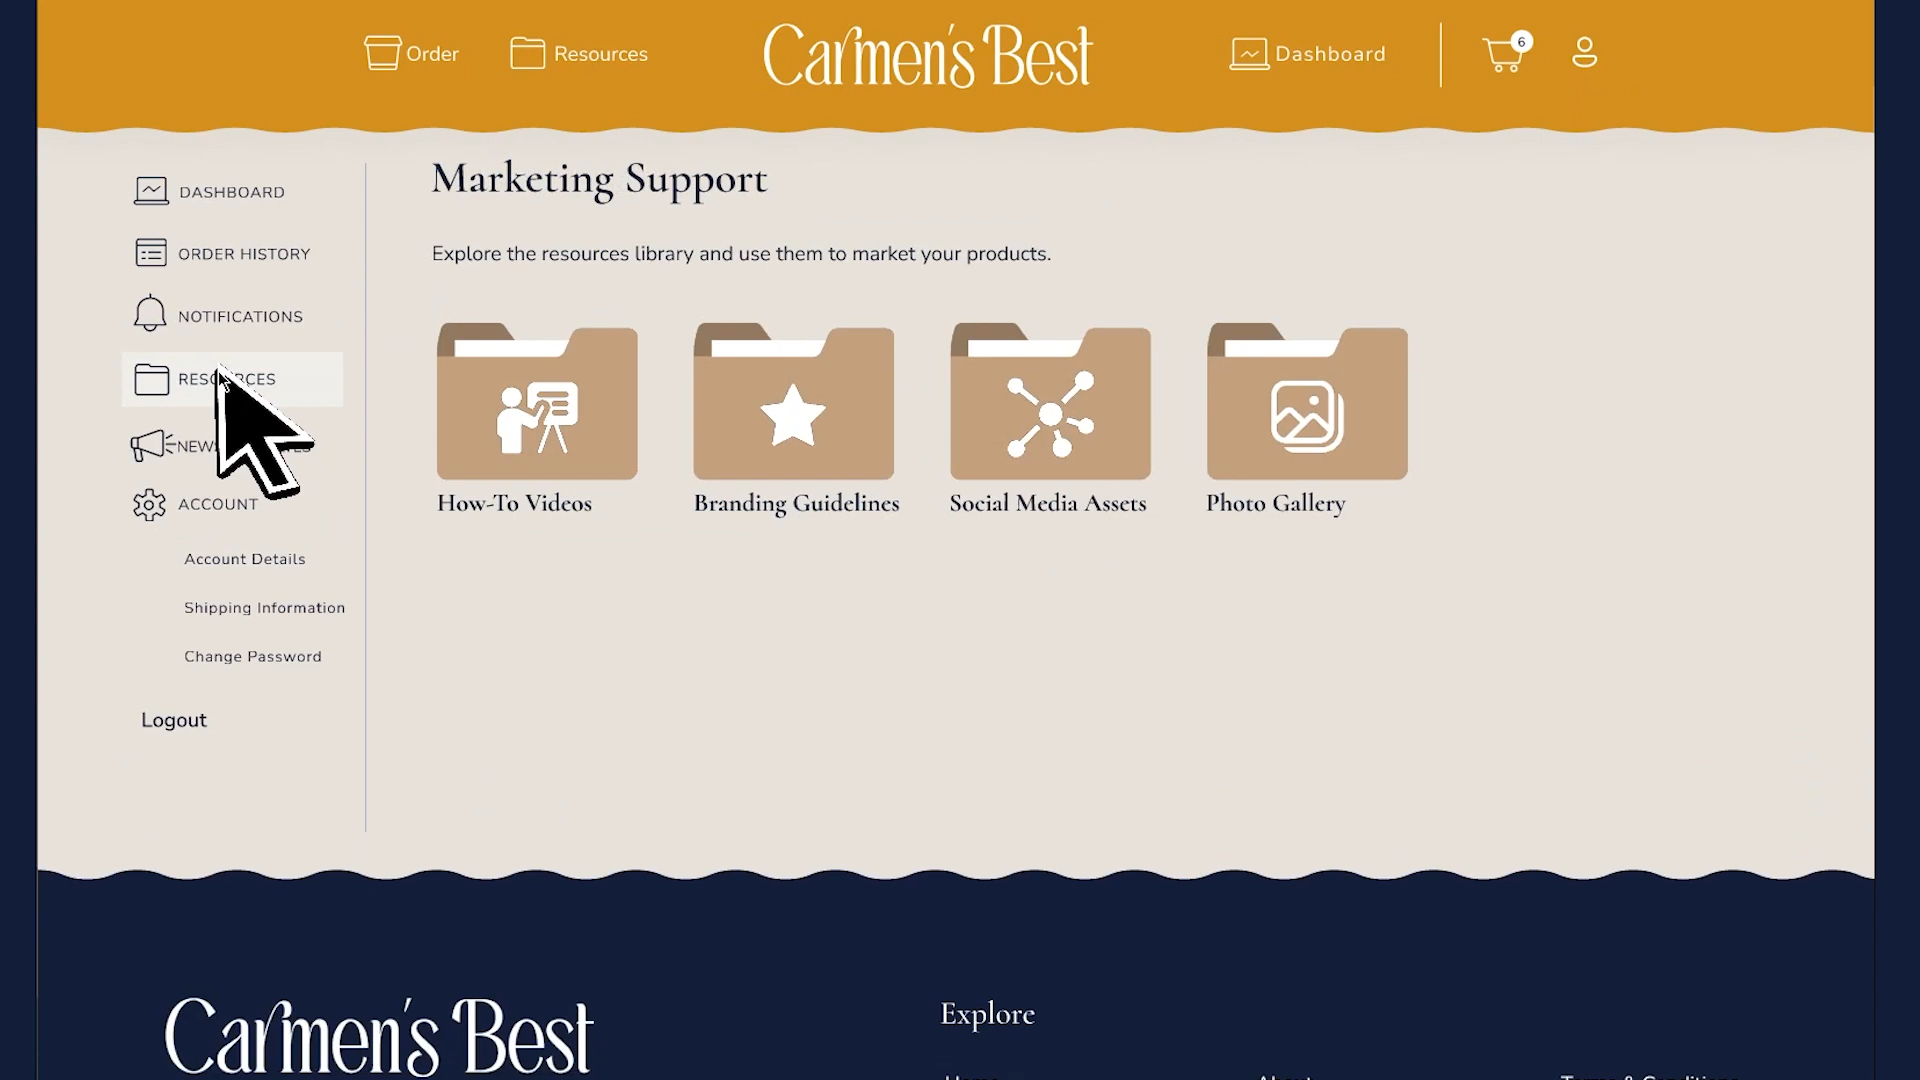 Order
Resources
Carmen's Best
Dashboard
6
DASHBOARD
ORDER HISTORY
NOTIFICATIONS
RESOURCES
NEWS
ACCOUNT
Account Details
Shipping Information
Change Password
Logout
Marketing Support
Explore the resources library and use them to market your products.
How-To Videos
Branding Guidelines
Social Media Assets
Photo Gallery
Carmen's Best
Explore